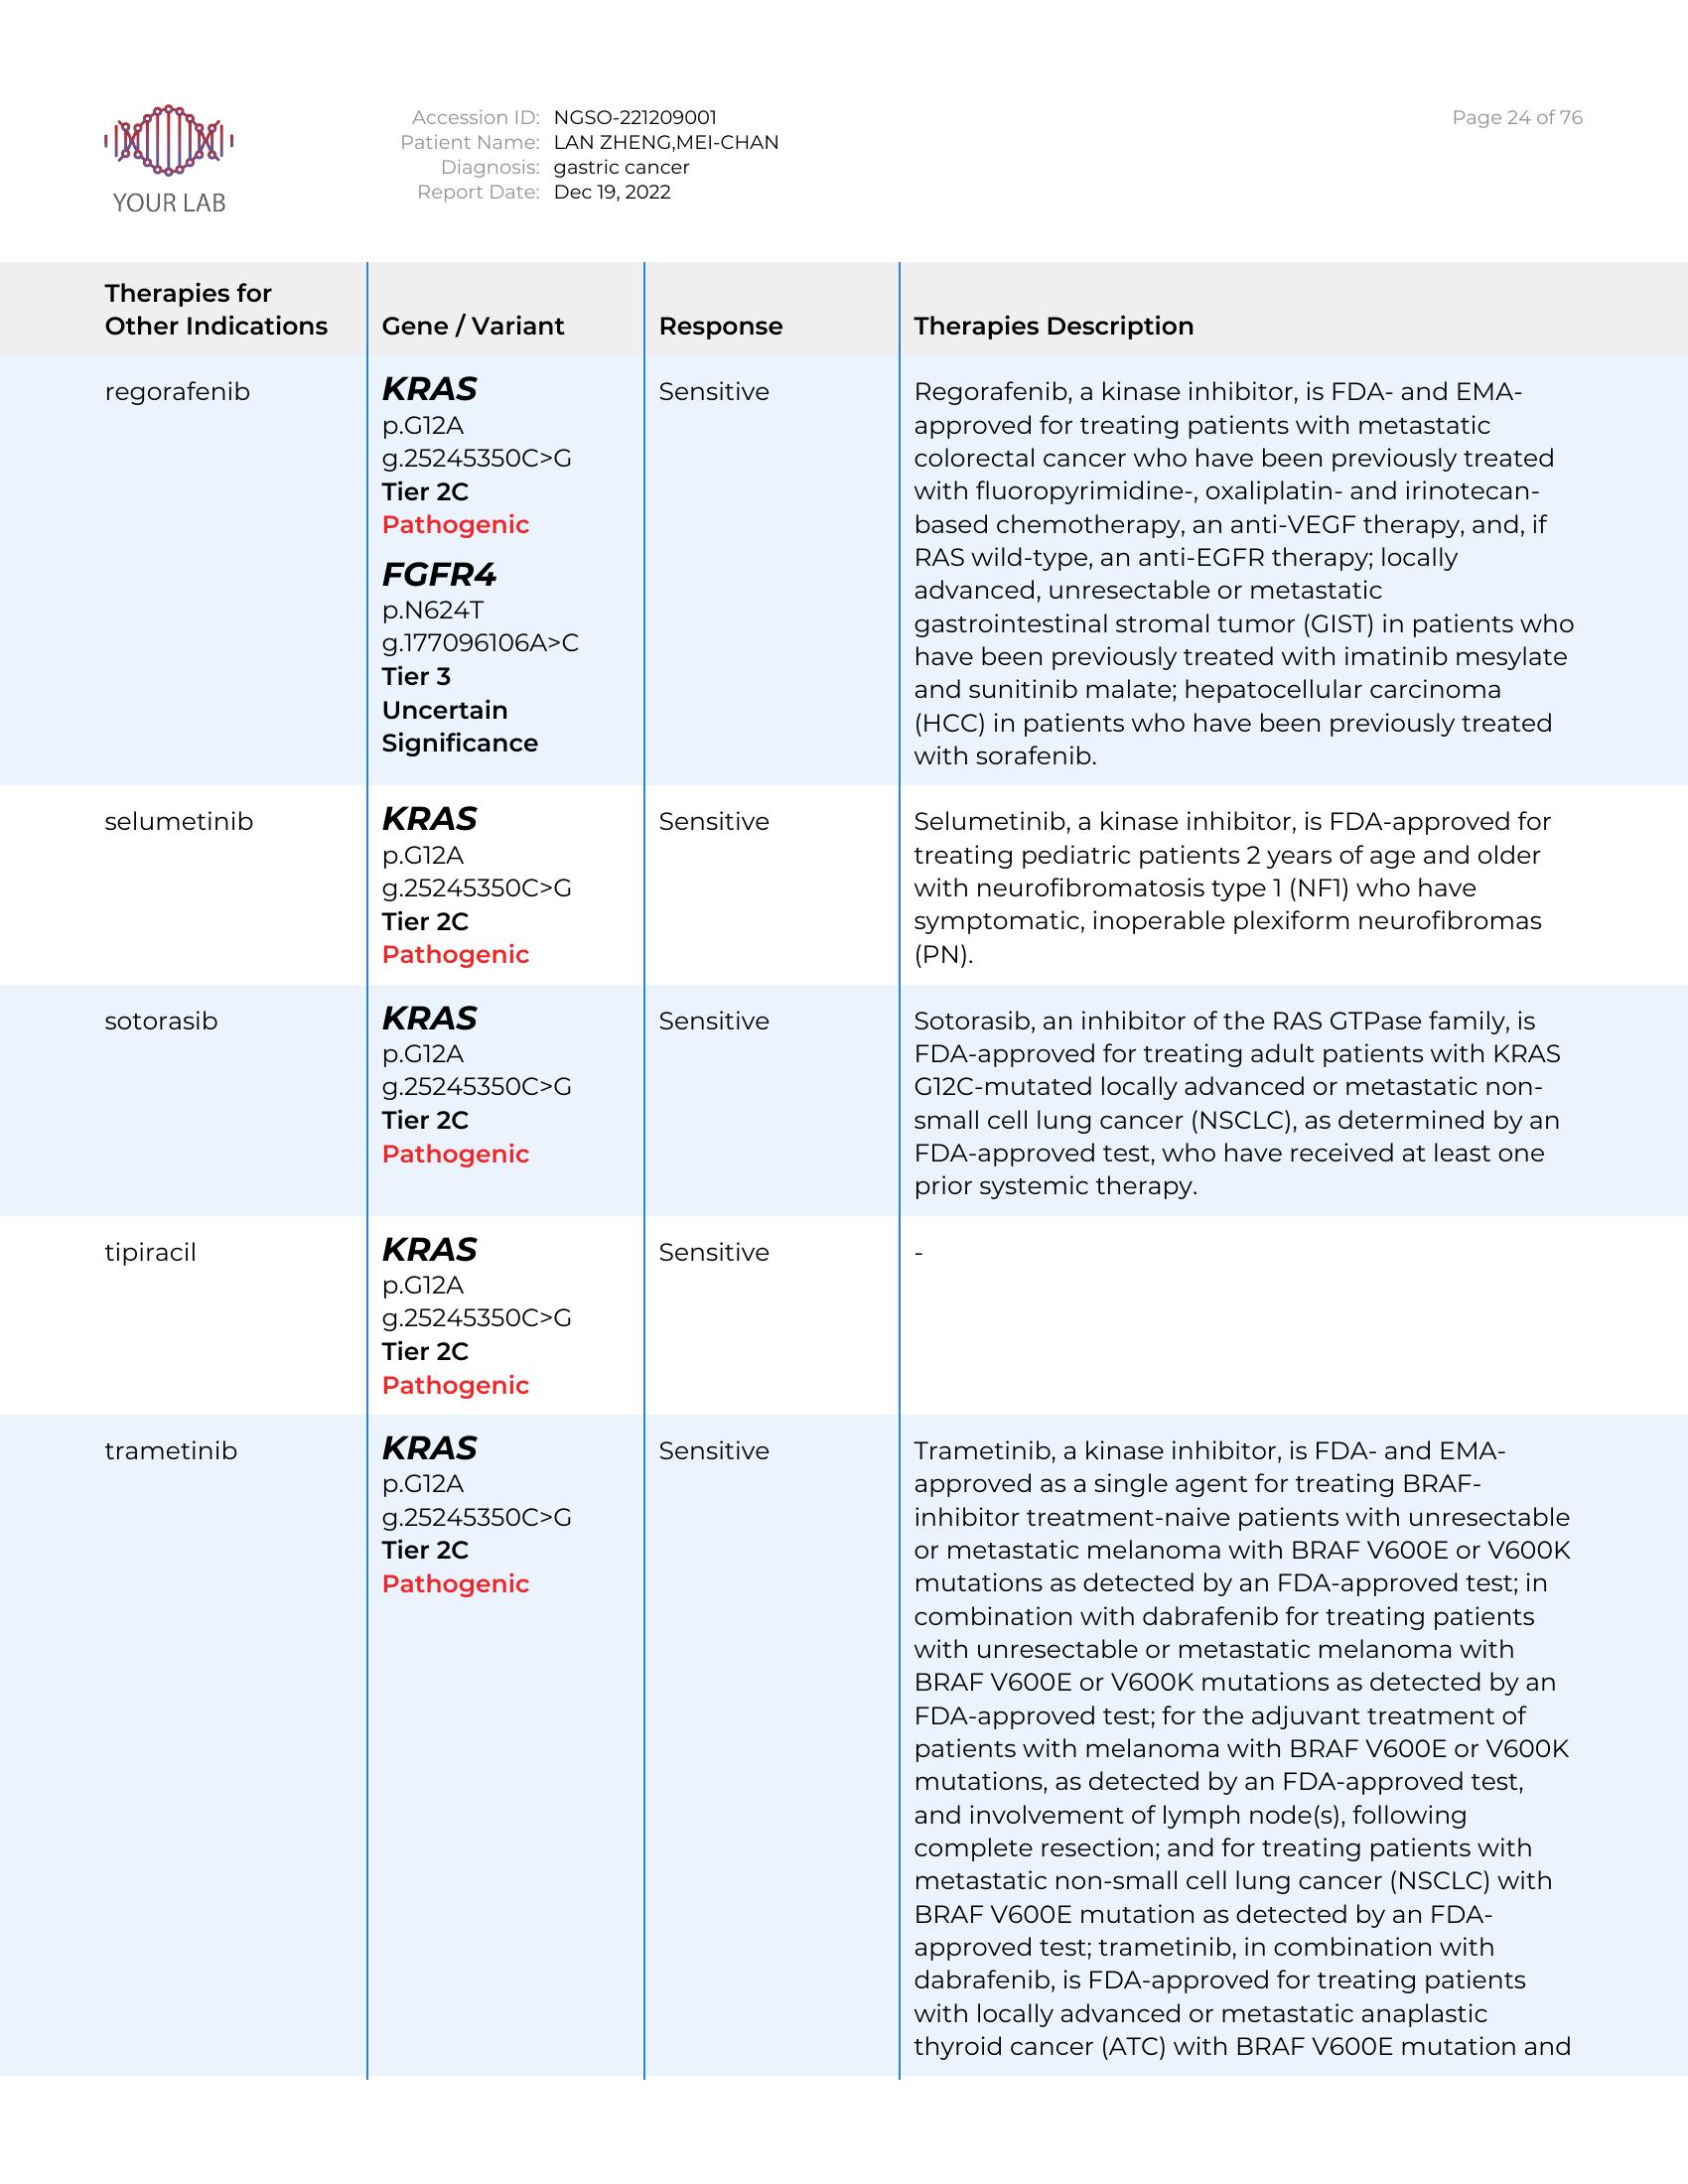 YOUR LAB
Accession ID: NGSO-221209001
Patient Name: LAN ZHENG,MEI-CHAN
Diagnosis: gastric cancer
Report Date: Dec 19, 2022
Page 24 of 76
Therapies for
Other Indications
Gene / Variant
Response
Therapies Description
regorafenib
KRAS
p.G12A
g.25245350C>G
Tier 2C
Pathogenic
FGFR4
p.N624T
g.177096106A>C
Tier 3
Uncertain
Significance
Sensitive
Regorafenib, a kinase inhibitor, is FDA- and EMA-
approved for treating patients with metastatic
colorectal cancer who have been previously treated
with fluoropyrimidine-, oxaliplatin- and irinotecan-
based chemotherapy, an anti-VEGF therapy, and, if
RAS wild-type, an anti-EGFR therapy; locally
advanced, unresectable or metastatic
gastrointestinal stromal tumor (GIST) in patients who
have been previously treated with imatinib mesylate
and sunitinib malate; hepatocellular carcinoma
(HCC) in patients who have been previously treated
with sorafenib.
selumetinib
KRAS
p.G12A
g.25245350C>G
Tier 2C
Pathogenic
Sensitive
Selumetinib, a kinase inhibitor, is FDA-approved for
treating pediatric patients 2 years of age and older
with neurofibromatosis type 1 (NF1) who have
symptomatic, inoperable plexiform neurofibromas
(PN).
sotorasib
KRAS
p.G12A
g.25245350C>G
Tier 2C
Pathogenic
Sensitive
Sotorasib, an inhibitor of the RAS GTPase family, is
FDA-approved for treating adult patients with KRAS
G12C-mutated locally advanced or metastatic non-
small cell lung cancer (NSCLC), as determined by an
FDA-approved test, who have received at least one
prior systemic therapy.
tipiracil
KRAS
p.G12A
g.25245350C>G
Tier 2C
Pathogenic
Sensitive
-
trametinib
KRAS
p.G12A
g.25245350C>G
Tier 2C
Pathogenic
Sensitive
Trametinib, a kinase inhibitor, is FDA- and EMA-
approved as a single agent for treating BRAF-
inhibitor treatment-naive patients with unresectable
or metastatic melanoma with BRAF V600E or V600K
mutations as detected by an FDA-approved test; in
combination with dabrafenib for treating patients
with unresectable or metastatic melanoma with
BRAF V600E or V600K mutations as detected by an
FDA-approved test; for the adjuvant treatment of
patients with melanoma with BRAF V600E or V600K
mutations, as detected by an FDA-approved test,
and involvement of lymph node(s), following
complete resection; and for treating patients with
metastatic non-small cell lung cancer (NSCLC) with
BRAF V600E mutation as detected by an FDA-
approved test; trametinib, in combination with
dabrafenib, is FDA-approved for treating patients
with locally advanced or metastatic anaplastic
thyroid cancer (ATC) with BRAF V600E mutation and